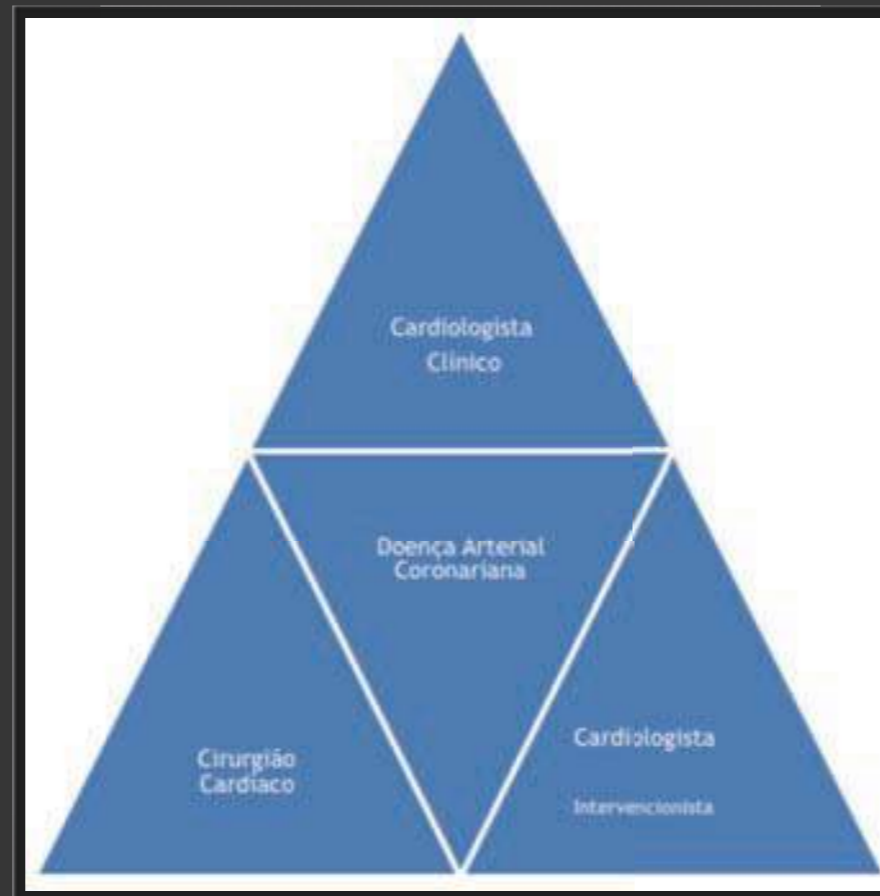 Cardiologista
Clínico
Doença Arterial
Coronariana
Cirurgião
Cardíaco
Cardiologista
Intervencionista